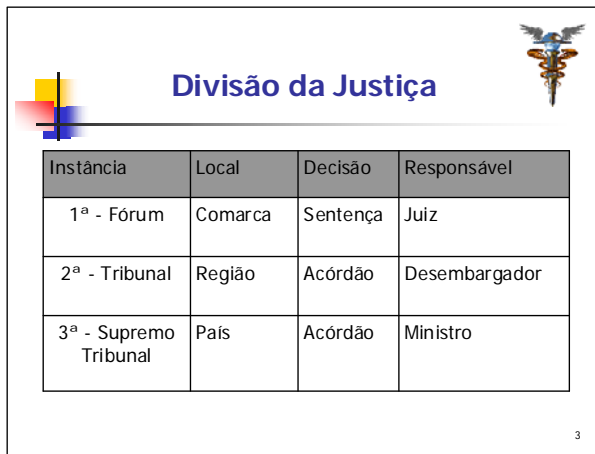 Divisão da Justiça
Instância Local Decisão Responsável
1ª - Fórum Comarca Sentença Juiz
2ª - Tribunal Região Acórdão Desembargador
3ª - Supremo País Acórdão Ministro
Tribunal
3